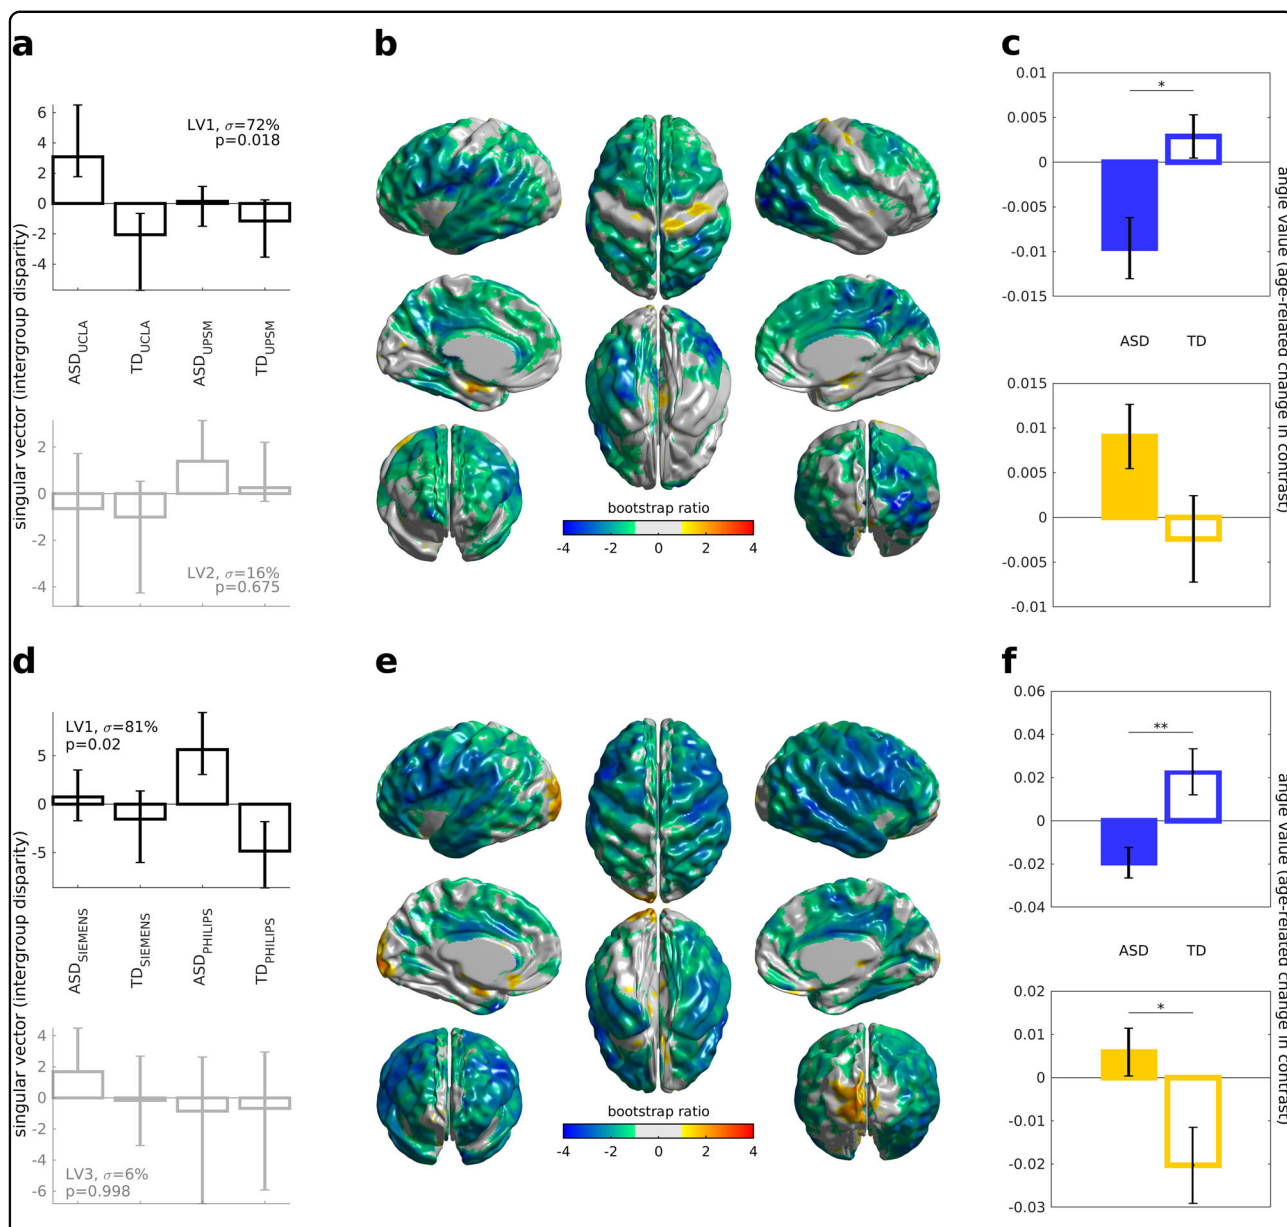 a
b
c
6
4
2
0
-2
-4
LV1, σ=72%
p=0.018
ASD_UCLA
TD_UCLA
ASD_UPSM
TD_UPSM
singular vector (intergroup disparity)
2
0
-2
-4
LV2, σ=16%
p=0.675
bootstrap ratio
-4
-2
0
2
4
0.01
0.005
0
-0.005
-0.01
-0.015
*
ASD
TD
0.015
0.01
0.005
0
-0.005
-0.01
angle value (age-related change in contrast)
d
e
f
5
0
-5
LV1, σ=81%
p=0.02
ASD_SIEMENS
TD_SIEMENS
ASD_PHILIPS
TD_PHILIPS
singular vector (intergroup disparity)
4
2
0
-2
-4
-6
LV3, σ=6%
p=0.998
bootstrap ratio
-4
-2
0
2
4
0.06
0.04
0.02
0
-0.02
-0.04
**
ASD
TD
0.02
0.01
0
-0.01
-0.02
-0.03
*
angle value (age-related change in contrast)